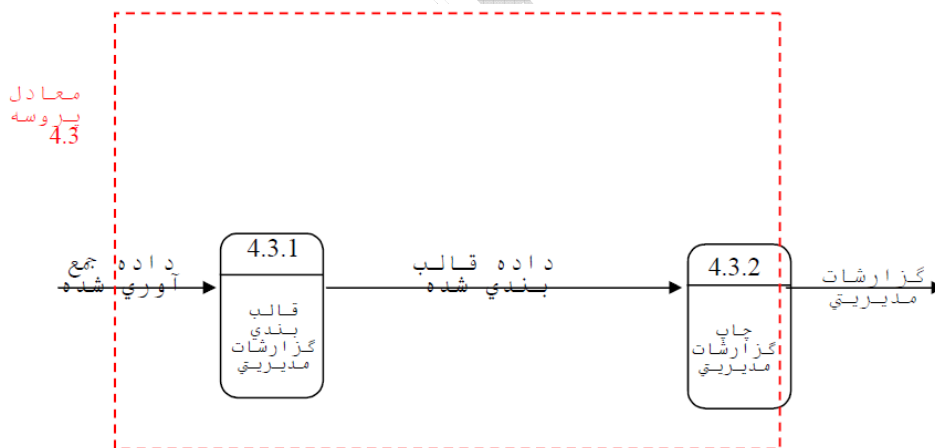 معادل
پروسه
4.3
داده جمع
آوري شده
4.3.1
قالب
بندي
گزارشات
مديريتي
داده قالب
بندي شده
4.3.2
چاپ
گزارشات
مديريتي
گزارشات
مديريتي